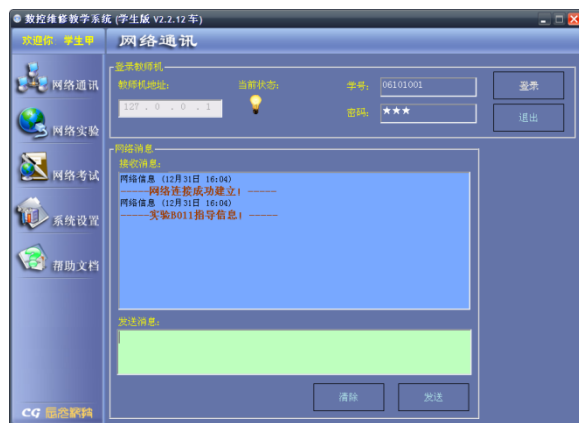 数控维修教学系统 (学生版 V2.2.12 车)
欢迎你 学生甲
网络通讯
网络通讯
网络实验
网络考试
系统设置
帮助文档
登录教师机
教师机地址:
当前状态:
学号:
06101001
登录
127 . 0 . 0 . 1
密码:
★★★
退出
网络消息
接收消息:
网络信息 (12月31日 16:04)
-----网络连接成功建立! -----
网络信息 (12月31日 16:04)
-----实验B011指导信息! -----
发送消息:
清除
发送
CG